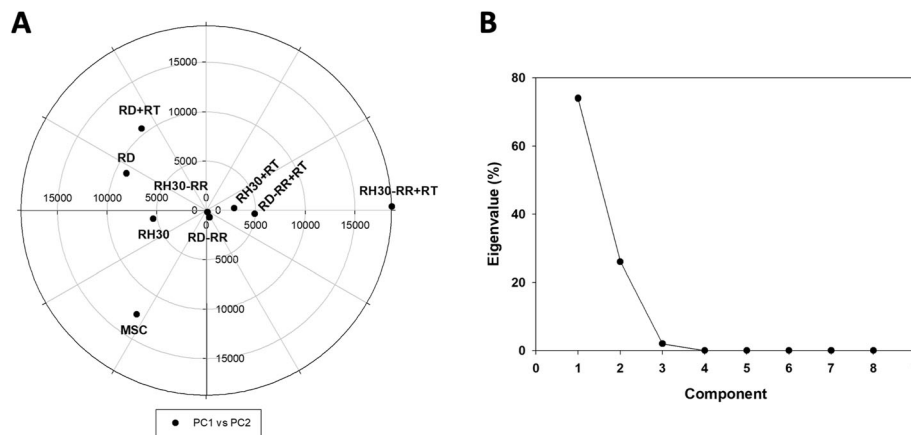 A
15000
RD+RT
10000
RD
5000
RH30-RR
RH30+RT
RD-RR+RT
RH30-RR+RT
15000 10000 5000 0 0 0 5000 10000 15000
RH30
RD-RR
5000
10000
MSC
15000
PC1 vs PC2
B
80
60
40
20
0
Eigenvalue (%)
0 1 2 3 4 5 6 7 8
Component